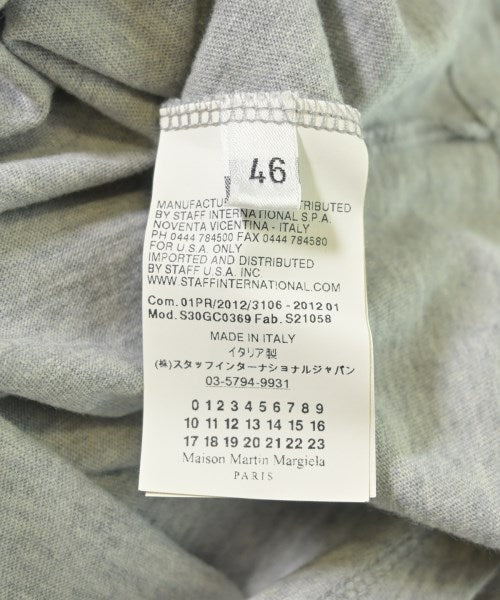 46
MANUFACTUR TRIBUTED
BY STAFF INTERNATIONAL S.P.A.
NOVENTA VICENTINA - ITALY
PH 0444 784500 FAX 0444 784580
FOR U.S.A. ONLY
IMPORTED AND DISTRIBUTED
BY STAFF U.S.A. INC
WWW.STAFFINTERNATIONAL.COM
Com. 01PR/2012/3106 - 2012 01
Mod. S30GC0369 Fab. S21058
MADE IN ITALY
イタリア製
(株)スタッフインターナショナルジャパン
03-5794-9931
0 1 2 3 4 5 6 7 8 9
10 11 12 13 14 15 16
17 18 19 20 21 22 23
Maison Martin Margiela
PARIS